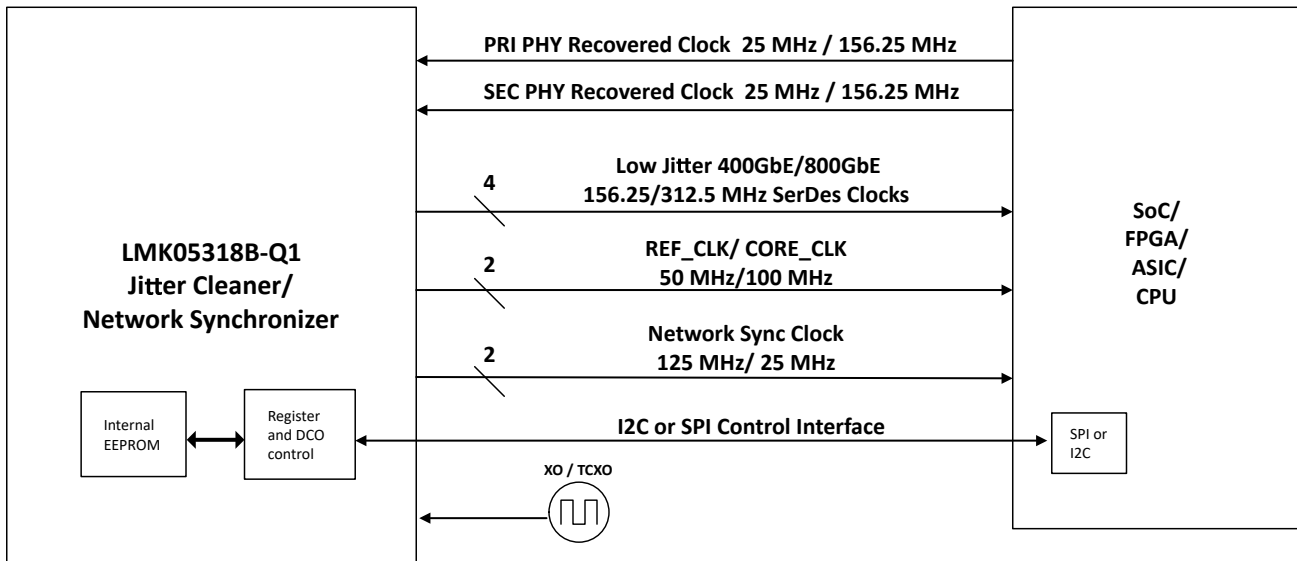 PRI PHY Recovered Clock 25 MHz / 156.25 MHz
SEC PHY Recovered Clock 25 MHz / 156.25 MHz
4
Low Jitter 400GbE/800GbE
156.25/312.5 MHz SerDes Clocks
LMK05318B-Q1
Jitter Cleaner/
Network Synchronizer
2
REF_CLK/ CORE_CLK
50 MHz/100 MHz
SoC/
FPGA/
ASIC/
CPU
2
Network Sync Clock
125 MHz/ 25 MHz
Internal
EEPROM
Register
and DCO
control
I2C or SPI Control Interface
SPI or
I2C
XO / TCXO